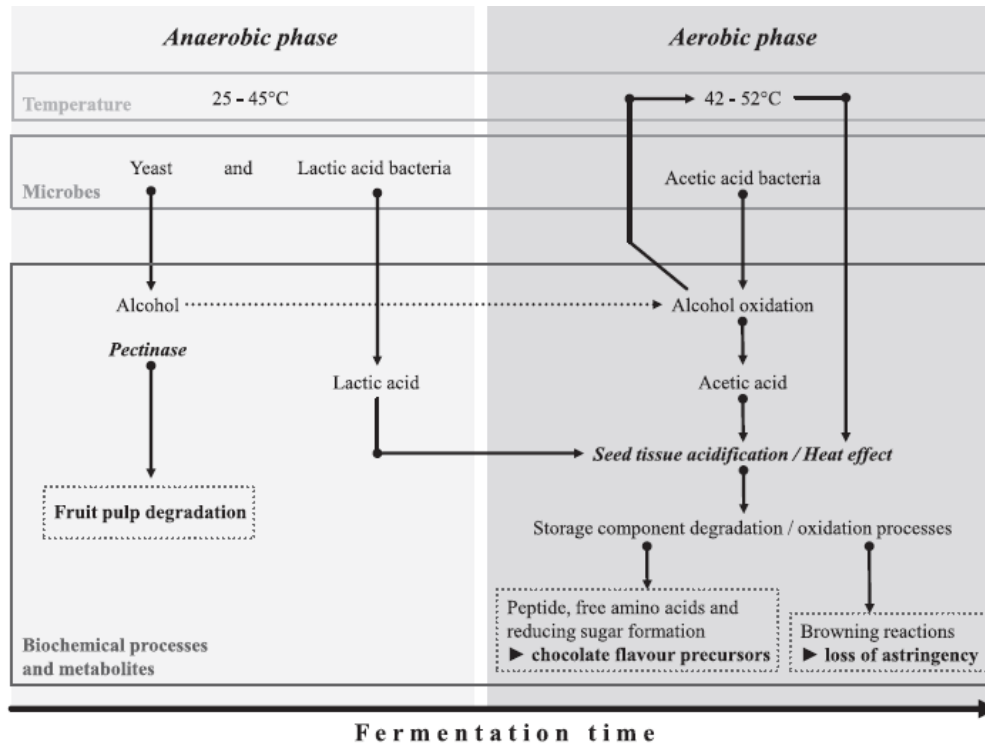 Anaerobic phase
Aerobic phase
Temperature
25 – 45°C
42 – 52°C
Yeast and Lactic acid bacteria
Microbes
Acetic acid bacteria
Alcohol
Alcohol oxidation
Pectinase
Lactic acid
Acetic acid
Seed tissue acidification / Heat effect
Fruit pulp degradation
Storage component degradation / oxidation processes
Peptide, free amino acids and
reducing sugar formation
► chocolate flavour precursors
Browning reactions
► loss of astringency
Biochemical processes
and metabolites
Fermentation time